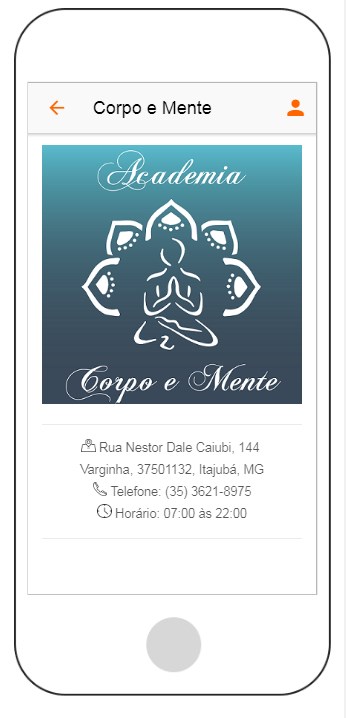 Corpo e Mente
Academia
Corpo e Mente
Rua Nestor Dale Caiubi, 144
Varginha, 37501132, Itajubá, MG
Telefone: (35) 3621-8975
Horário: 07:00 às 22:00